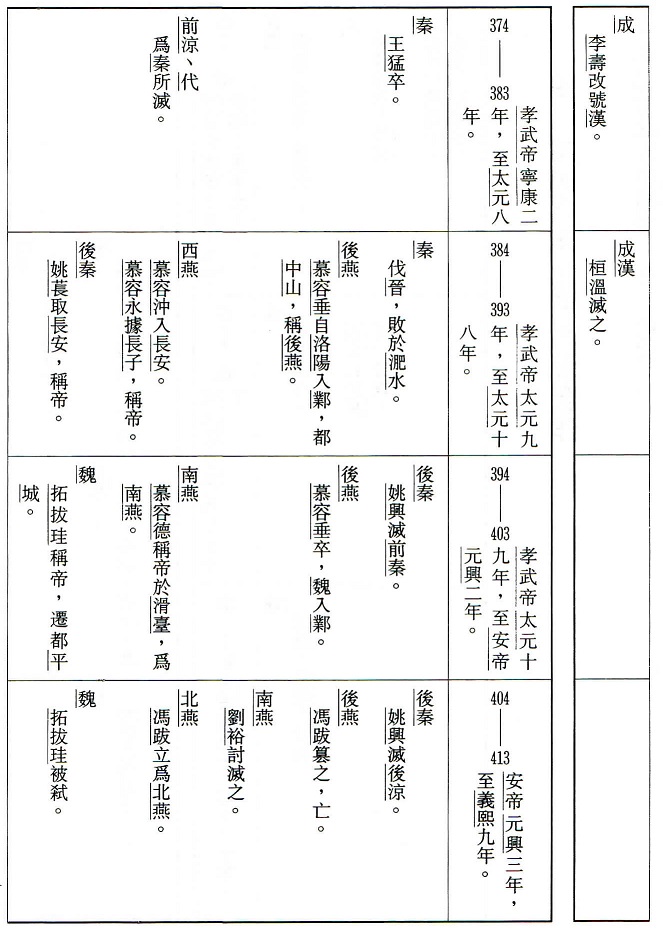 成
李壽改號漢。
成漢
桓溫滅之。
374——383
孝武帝寧康二
年，至太元八
年。
秦
王猛卒。
前涼、代
爲秦所滅。
384——393
孝武帝太元九
年，至太元十
八年。
秦
伐晉，敗於淝水。
後燕
慕容垂自洛陽入鄴，都
中山，稱後燕。
西燕
慕容沖入長安。
慕容永據長子，稱帝。
後秦
姚萇取長安，稱帝。
394——403
孝武帝太元十
九年，至安帝
元興二年。
後秦
姚興滅前秦。
後燕
慕容垂卒，魏入鄴。
南燕
慕容德稱帝於滑臺，爲
南燕。
魏
拓拔珪稱帝，遷都平
城。
404——413
安帝元興三年，
至義熙九年。
後秦
姚興滅後涼。
後燕
馮跋篡之，亡。
南燕
劉裕討滅之。
北燕
馮跋立爲北燕。
魏
拓拔珪被弒。